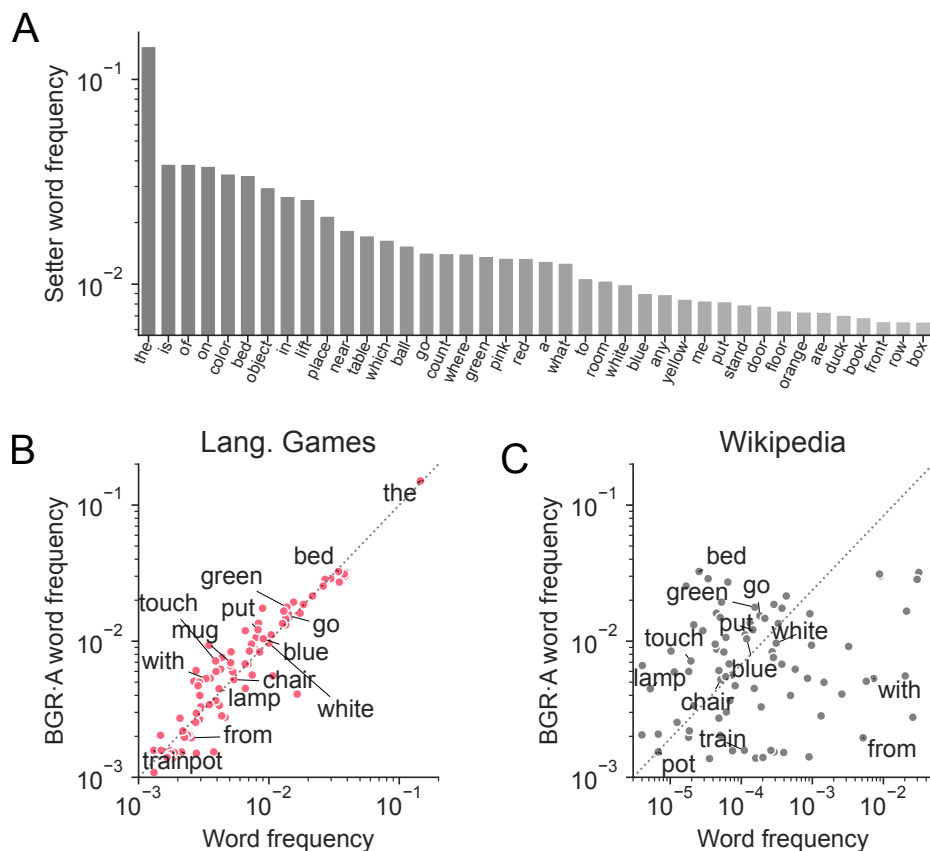 A
Setter word frequency
10⁻¹
10⁻²
the is of on color bed object in lift place near table which ball go count where green pink red a what to room white blue any yellow me put stand door floor orange are duck book front row box
B
Lang. Games
BGR·A word frequency
10⁻¹
10⁻²
10⁻³
the
bed
green
touch
put
go
mug
blue
with
chair
lamp
white
from
trainpot
10⁻³ 10⁻² 10⁻¹
Word frequency
C
Wikipedia
BGR·A word frequency
10⁻¹
10⁻²
10⁻³
bed
green
go
put
white
touch
blue
lamp
chair
with
train
from
pot
10⁻⁵ 10⁻⁴ 10⁻³ 10⁻²
Word frequency